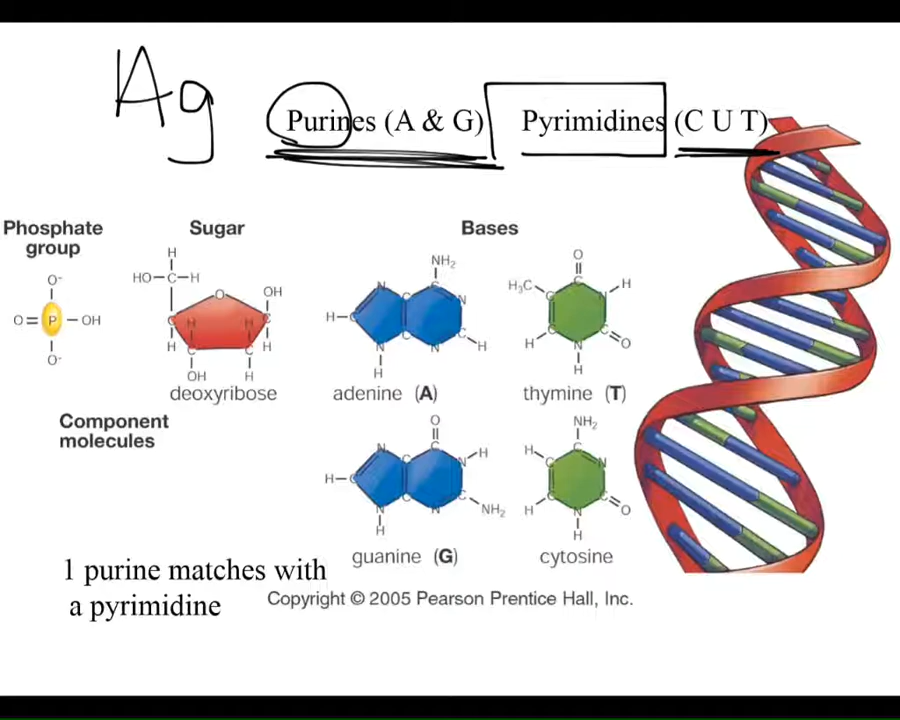 Ag
Purines (A & G) Pyrimidines (C U T)
Phosphate group
Sugar
Bases
O-
O= P -OH
O-
H
HO-C-H
O
OH
C H H C
H C C H
OH H
deoxyribose
NH2
N C C N
H-C C C
N N H
H
adenine (A)
O
H3C C N H
C C
H N O
H
thymine (T)
Component molecules
O
N C C N H
H-C C C
N N NH2
H
guanine (G)
NH2
H C C N
C C
H N O
H
cytosine
1 purine matches with
a pyrimidine
Copyright © 2005 Pearson Prentice Hall, Inc.